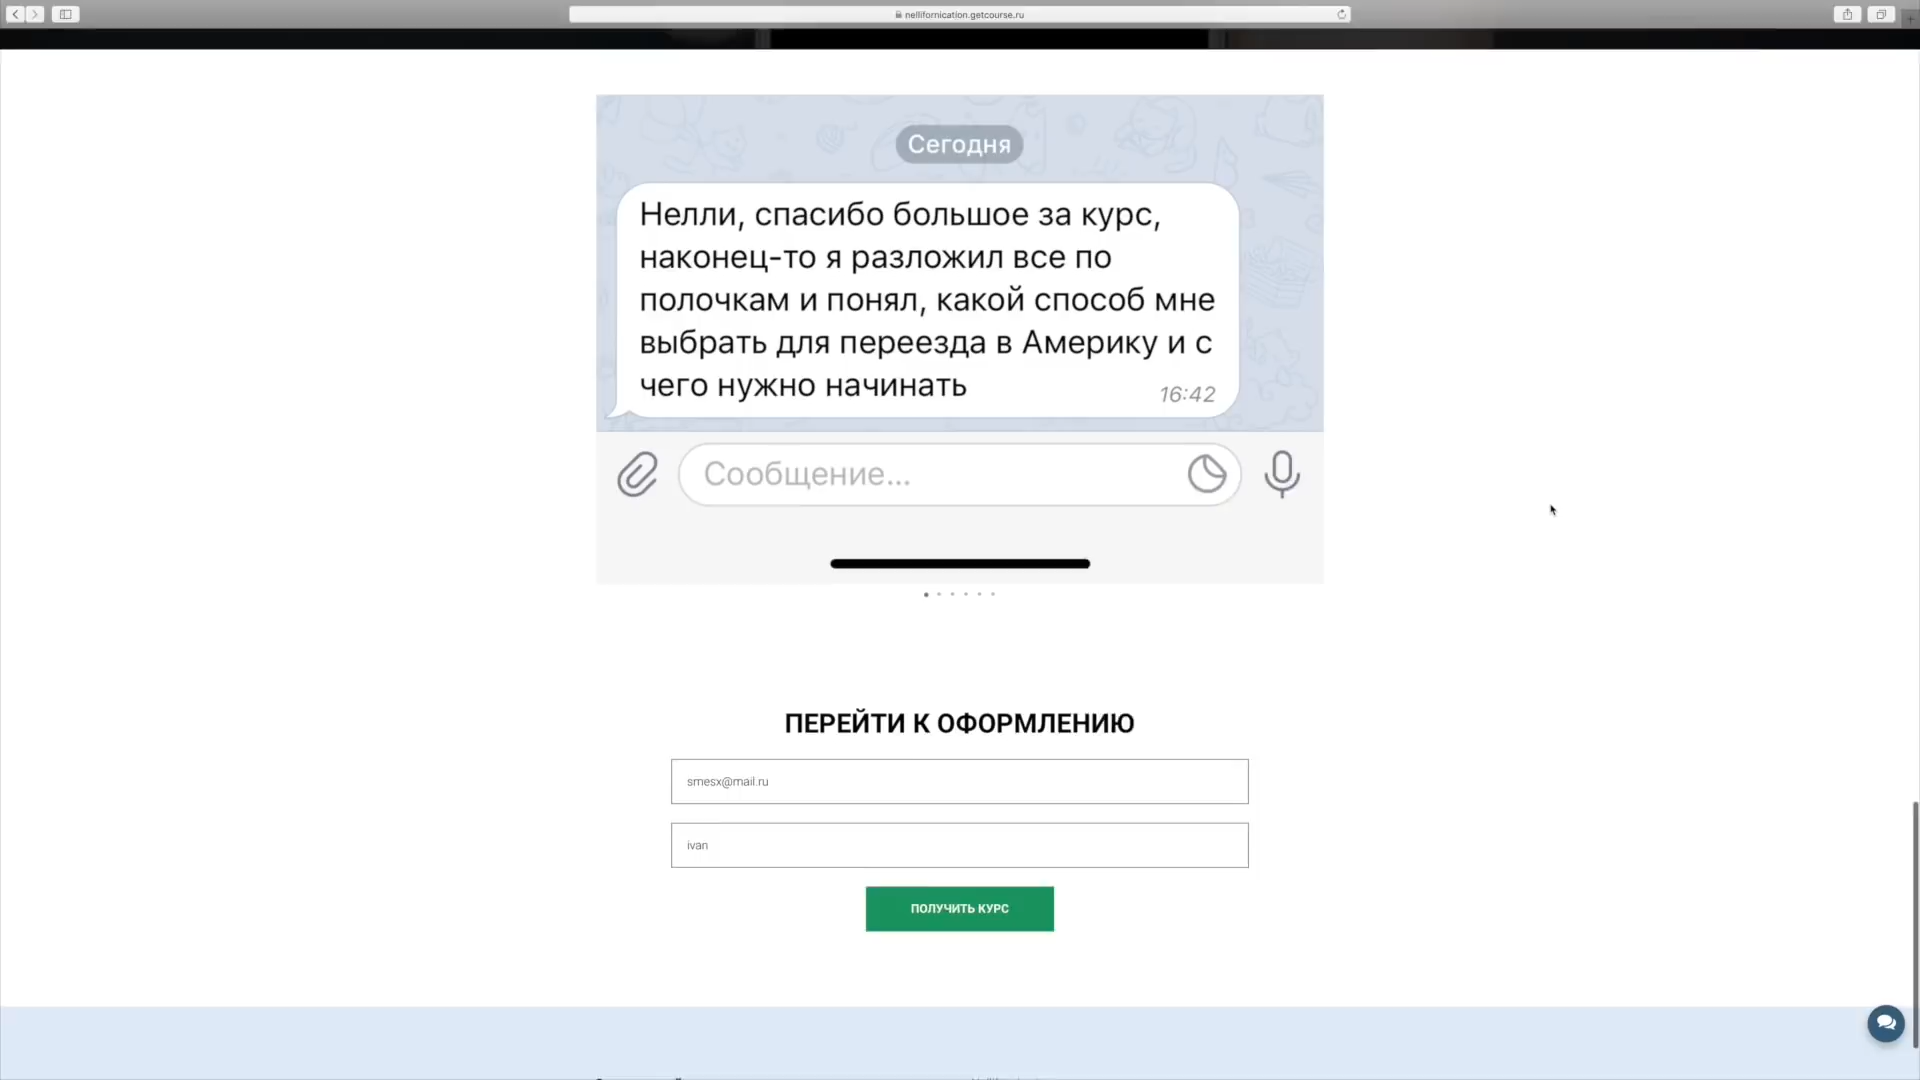 nellifornication.getcourse.ru
Сегодня
Нелли, спасибо большое за курс,
наконец-то я разложил все по
полочкам и понял, какой способ мне
выбрать для переезда в Америку и с
чего нужно начинать
16:42
Сообщение...
ПЕРЕЙТИ К ОФОРМЛЕНИЮ
smesx@mail.ru
ivan
ПОЛУЧИТЬ КУРС